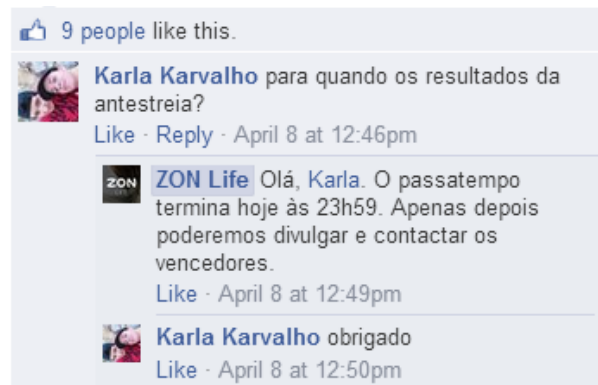 9 people like this.
Karla Karvalho para quando os resultados da
antestreia?
Like · Reply · April 8 at 12:46pm
ZON
ZON Life Olá, Karla. O passatempo
termina hoje às 23h59. Apenas depois
poderemos divulgar e contactar os
vencedores.
Like · April 8 at 12:49pm
Karla Karvalho obrigado
Like · April 8 at 12:50pm